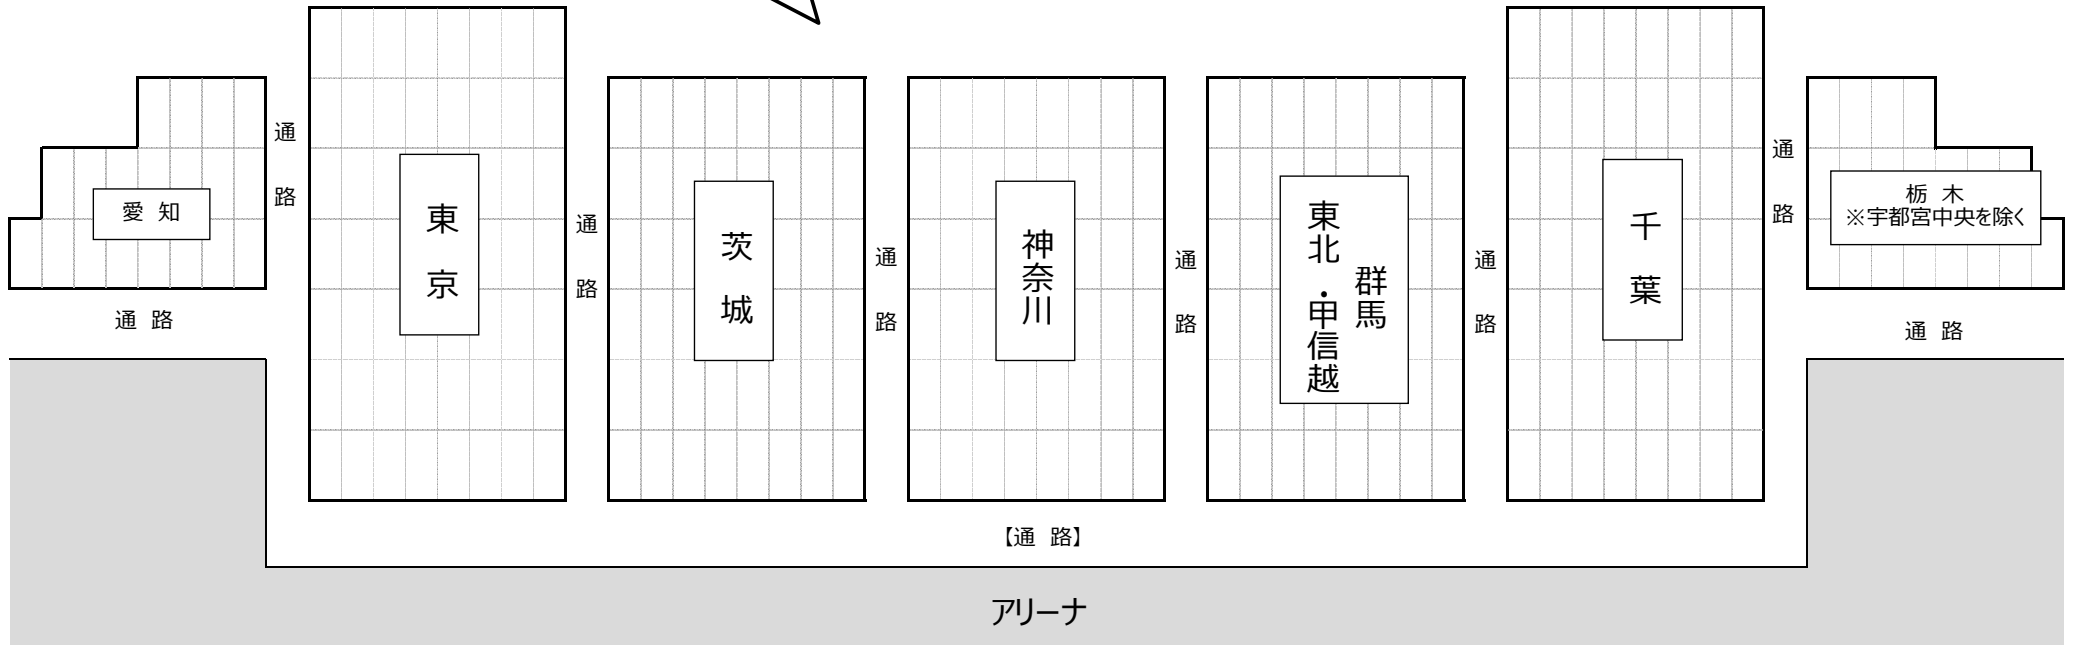 愛 知
通 路
通 路
東 京
通 路
茨 城
通 路
神奈川
通 路
群馬
東北・甲信越
通 路
千 葉
通 路
栃 木
※宇都宮中央を除く
通 路
【通 路】
アリーナ